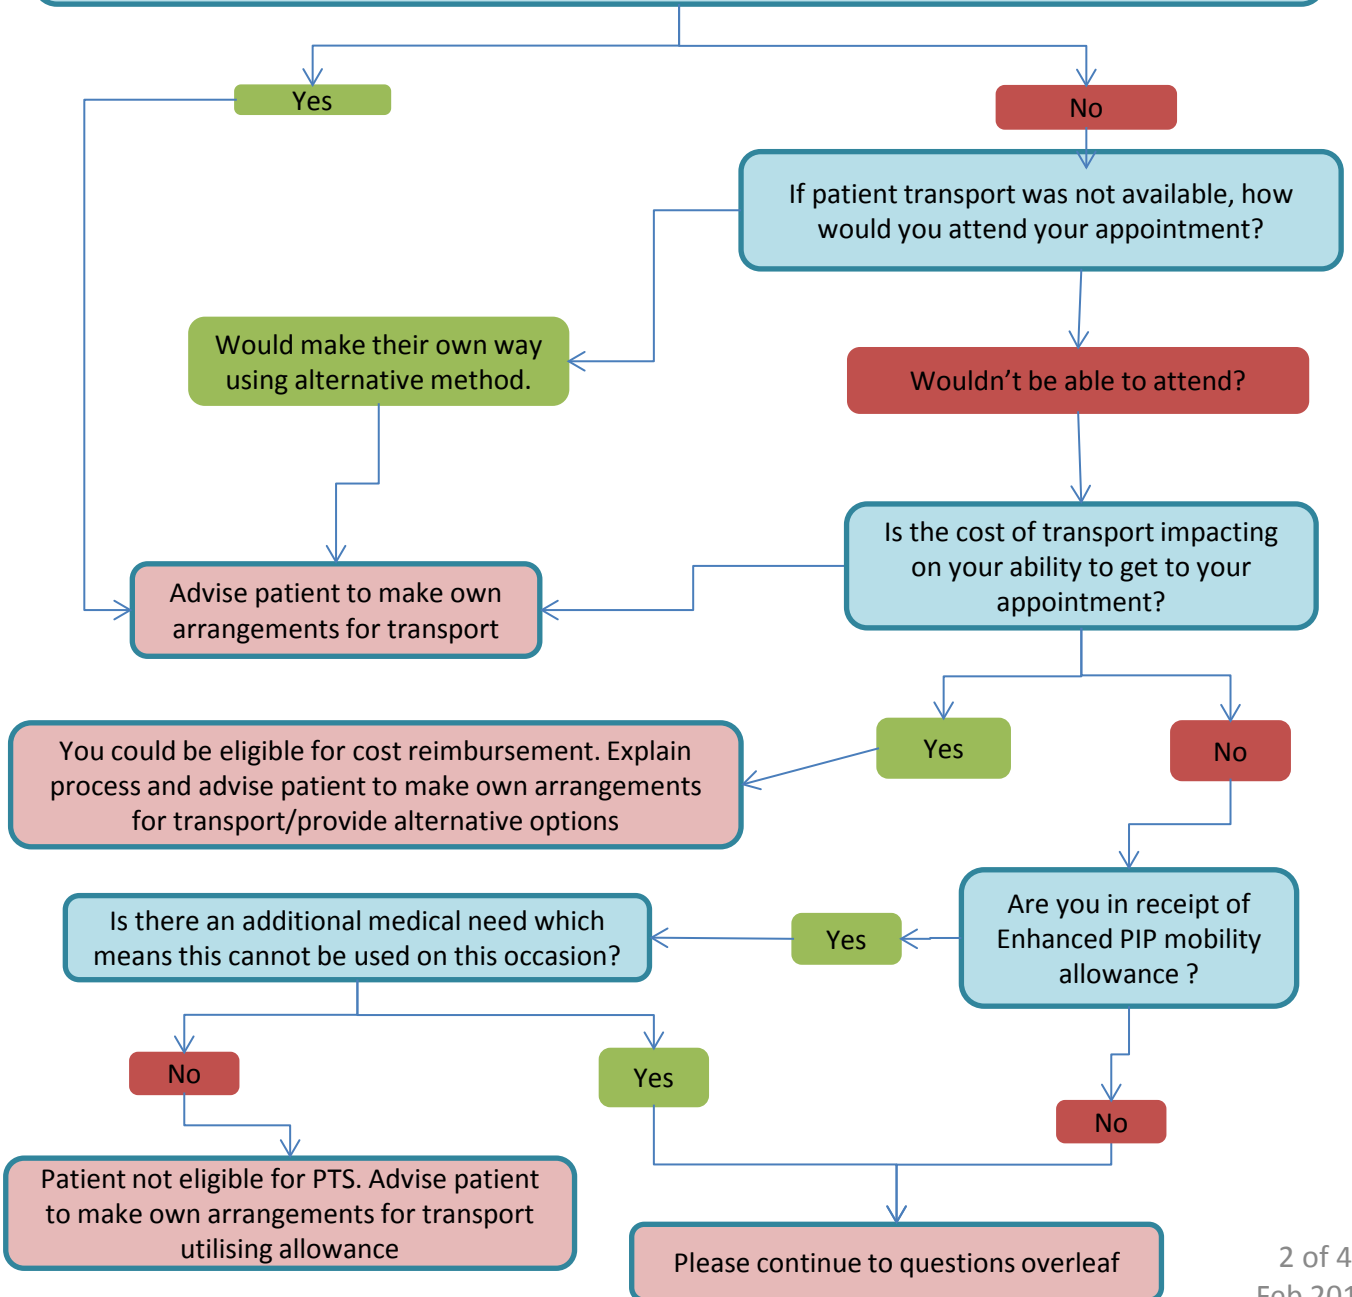 Yes
No
If patient transport was not available, how
would you attend your appointment?
Would make their own way
using alternative method.
Wouldn’t be able to attend?
Is the cost of transport impacting
on your ability to get to your
appointment?
Advise patient to make own
arrangements for transport
Yes
No
You could be eligible for cost reimbursement. Explain
process and advise patient to make own arrangements
for transport/provide alternative options
Are you in receipt of
Enhanced PIP mobility
allowance ?
Yes
Is there an additional medical need which
means this cannot be used on this occasion?
No
Yes
No
Patient not eligible for PTS. Advise patient
to make own arrangements for transport
utilising allowance
Please continue to questions overleaf
2 of 4
Feb 201